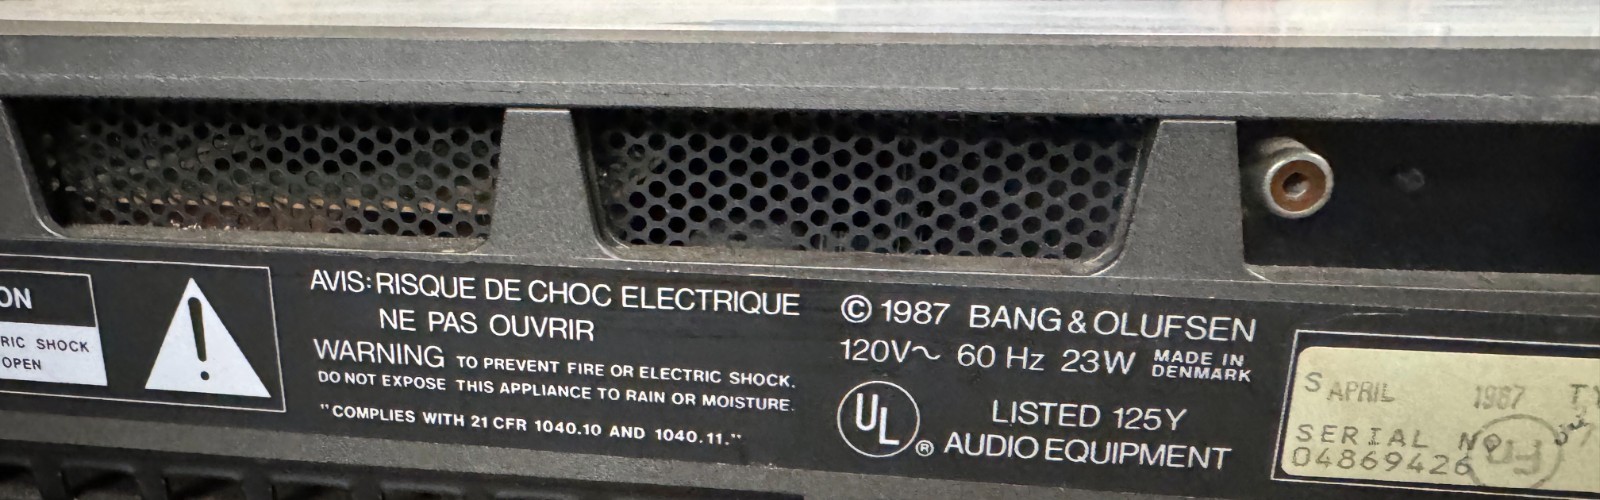 ON
RIC SHOCK
OPEN
AVIS: RISQUE DE CHOC ELECTRIQUE
NE PAS OUVRIR
WARNING TO PREVENT FIRE OR ELECTRIC SHOCK.
DO NOT EXPOSE THIS APPLIANCE TO RAIN OR MOISTURE.
"COMPLIES WITH 21 CFR 1040.10 AND 1040.11."
© 1987 BANG & OLUFSEN
120V~ 60 Hz 23W MADE IN DENMARK
UL ® LISTED 125Y
AUDIO EQUIPMENT
S APRIL 1987 TY
SERIAL NO
04869426